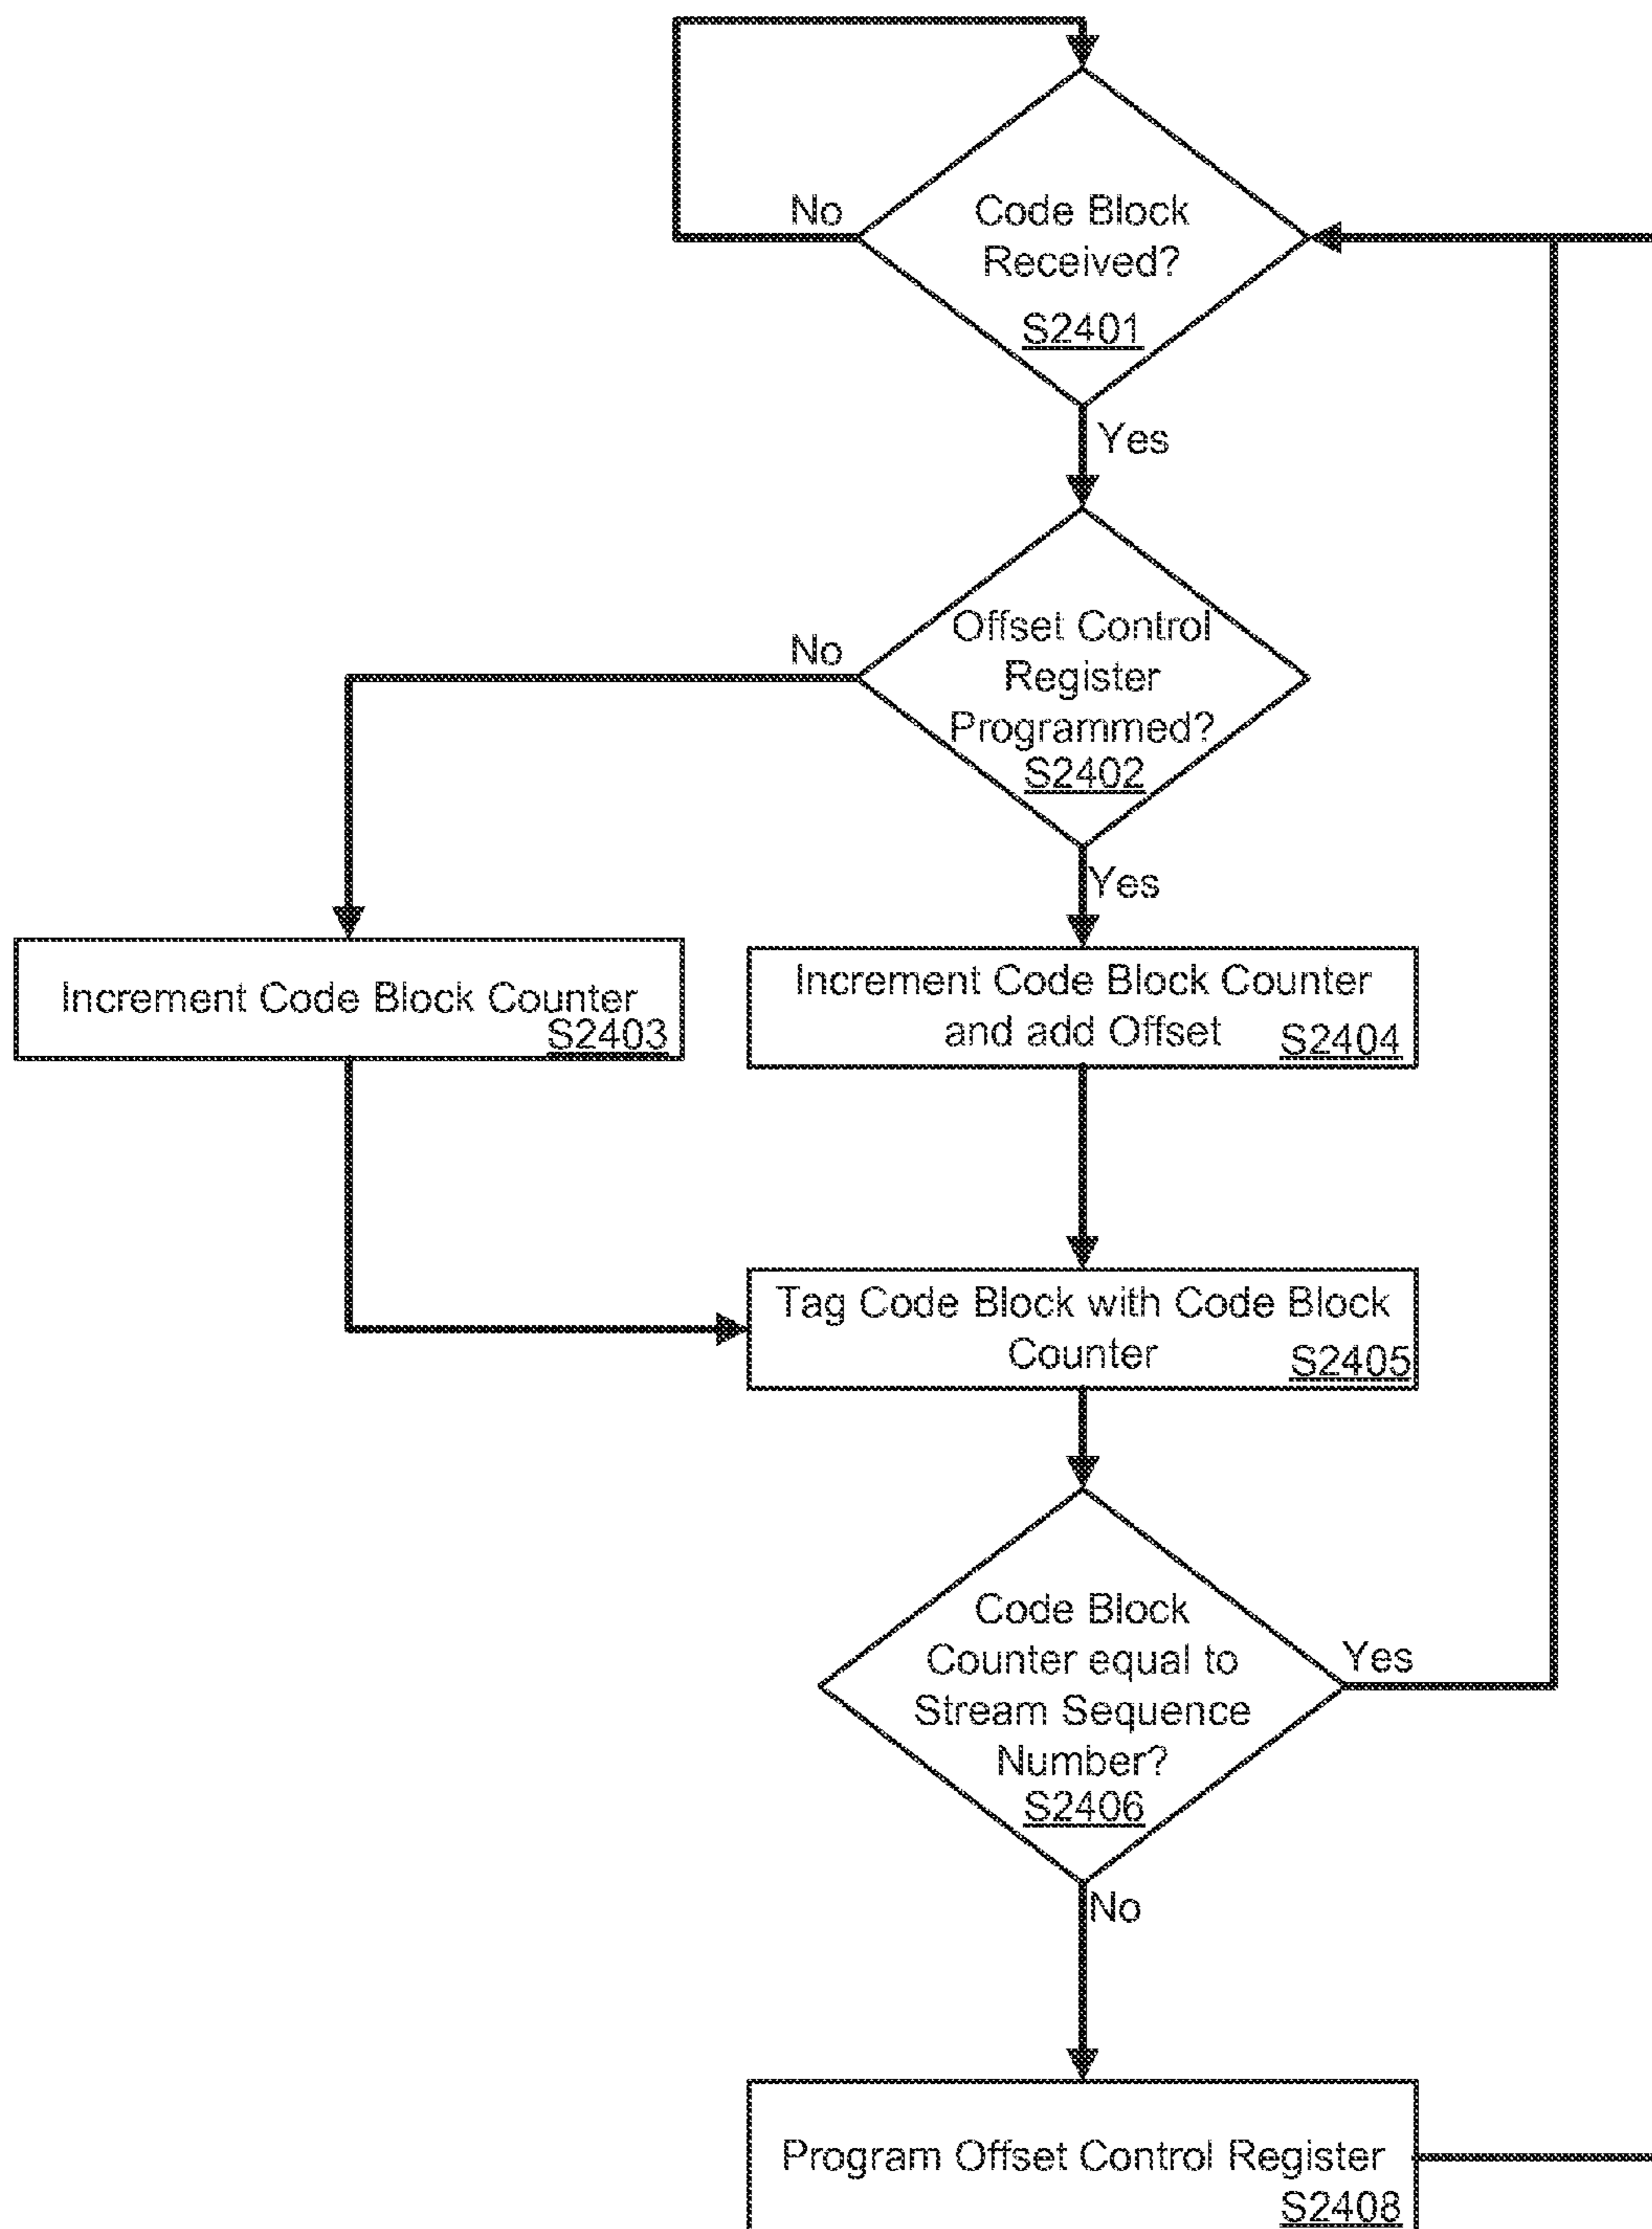 No
Code Block
Received?
S2401
Yes
No
Offset Control
Register
Programmed?
S2402
Yes
Increment Code Block Counter
S2403
Increment Code Block Counter
and add Offset
S2404
Tag Code Block with Code Block
Counter
S2405
Code Block
Counter equal to
Stream Sequence
Number?
S2406
Yes
No
Program Offset Control Register
S2408